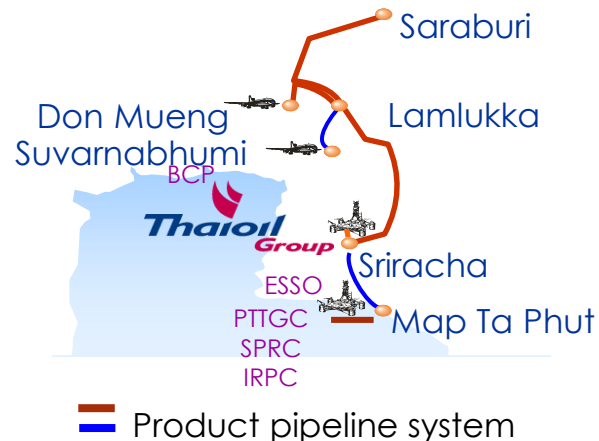 Saraburi
Don Mueng
Lamlukka
Suvarnabhumi
BCP
Thaioil
Group
Sriracha
ESSO
PTTGC
Map Ta Phut
SPRC
IRPC
Product pipeline system